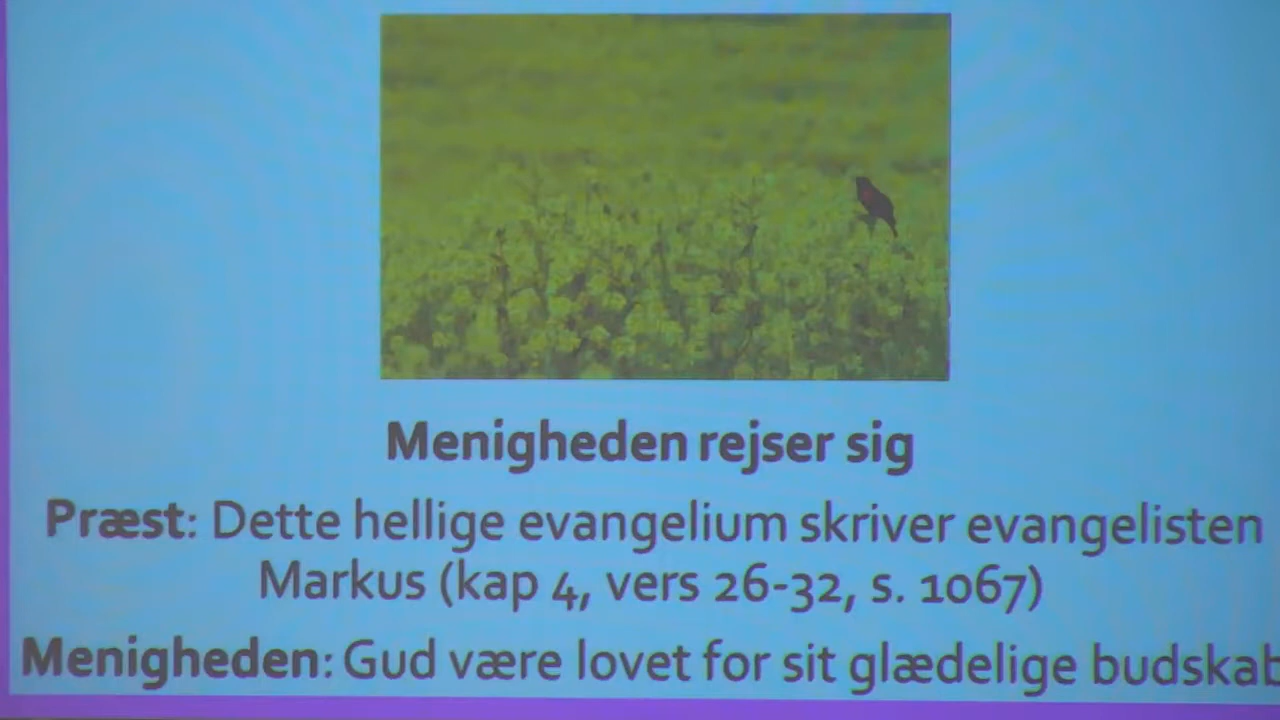 Menigheden rejser sig
Præst: Dette hellige evangelium skriver evangelisten
Markus (kap 4, vers 26-32, s. 1067)
Menigheden: Gud være lovet for sit glædelige budskab